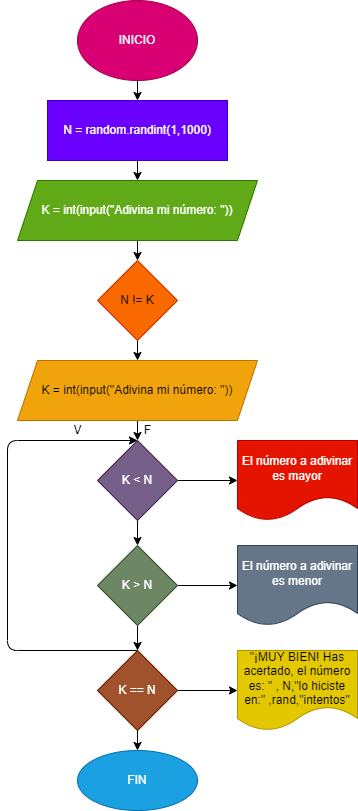 INICIO
N = random.randint(1,1000)
K = int(input("Adivina mi número: "))
N != K
K = int(input("Adivina mi número: "))
V
F
K < N
El número a adivinar
es mayor
K > N
El número a adivinar
es menor
K == N
"¡MUY BIEN! Has
acertado, el número
es: " , N,"lo hiciste
en:" ,rand,"intentos"
FIN